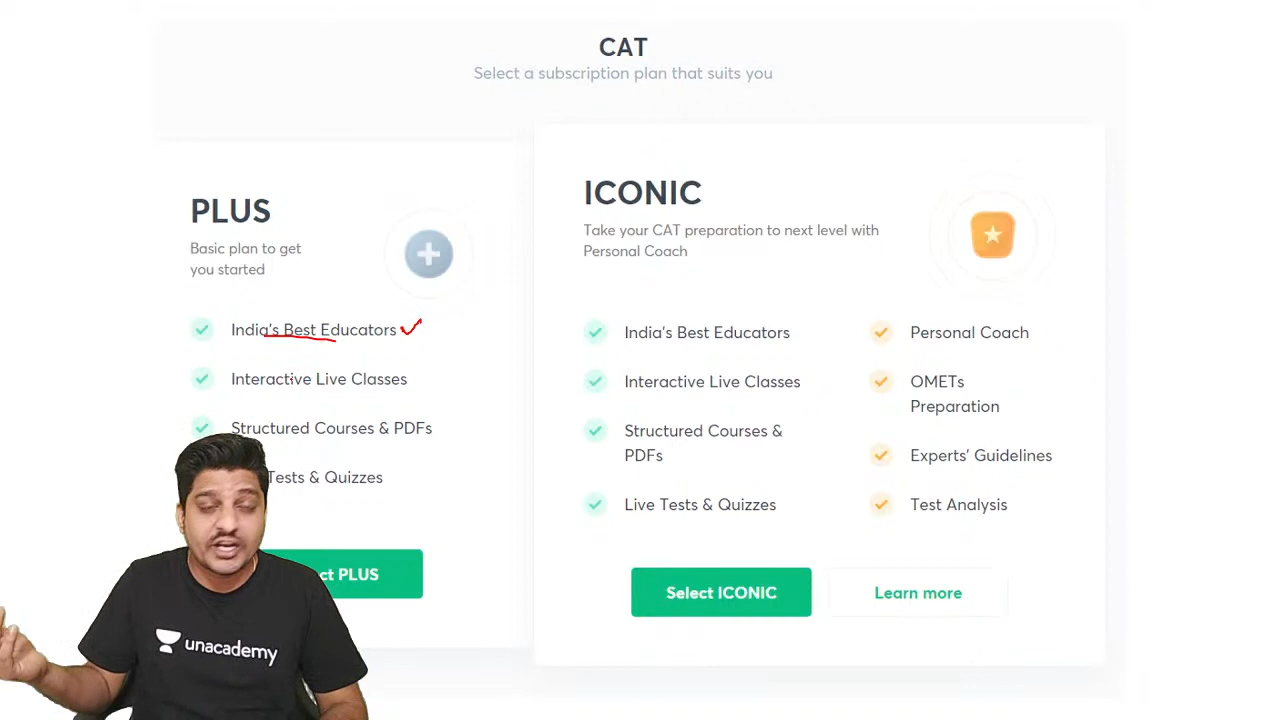 CAT
Select a subscription plan that suits you
PLUS
Basic plan to get
you started
India's Best Educators
Interactive Live Classes
Structured Courses & PDFs
Tests & Quizzes
PLUS
ICONIC
Take your CAT preparation to next level with
Personal Coach
India's Best Educators
Interactive Live Classes
Structured Courses &
PDFs
Live Tests & Quizzes
Personal Coach
OMETs
Preparation
Experts' Guidelines
Test Analysis
Select ICONIC
Learn more
unacademy